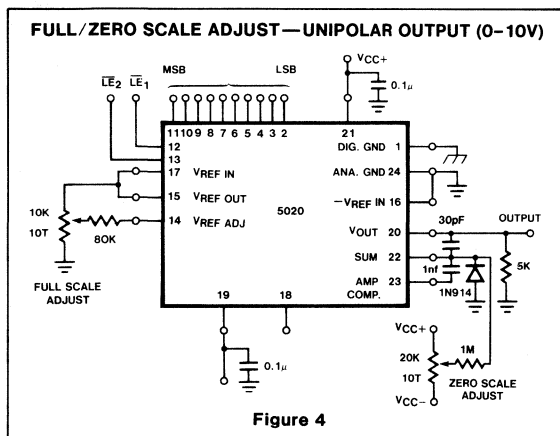 FULL/ZERO SCALE ADJUST—UNIPOLAR OUTPUT (0–10V)
VCC+
0.1µ
MSB LSB
LE2 LE1
11 10 9 8 7 6 5 4 3 2
21
12
13
DIG. GND 1
17 VREF IN
ANA. GND 24
15 VREF OUT
5020
−VREF IN 16
10K
10T
80K
14 VREF ADJ
30pF
OUTPUT
VOUT 20
FULL SCALE
ADJUST
SUM 22
1nf
5K
AMP 23
COMP.
1N914
19 18
0.1µ
VCC+
20K
10T
1M
ZERO SCALE
ADJUST
VCC−
Figure 4